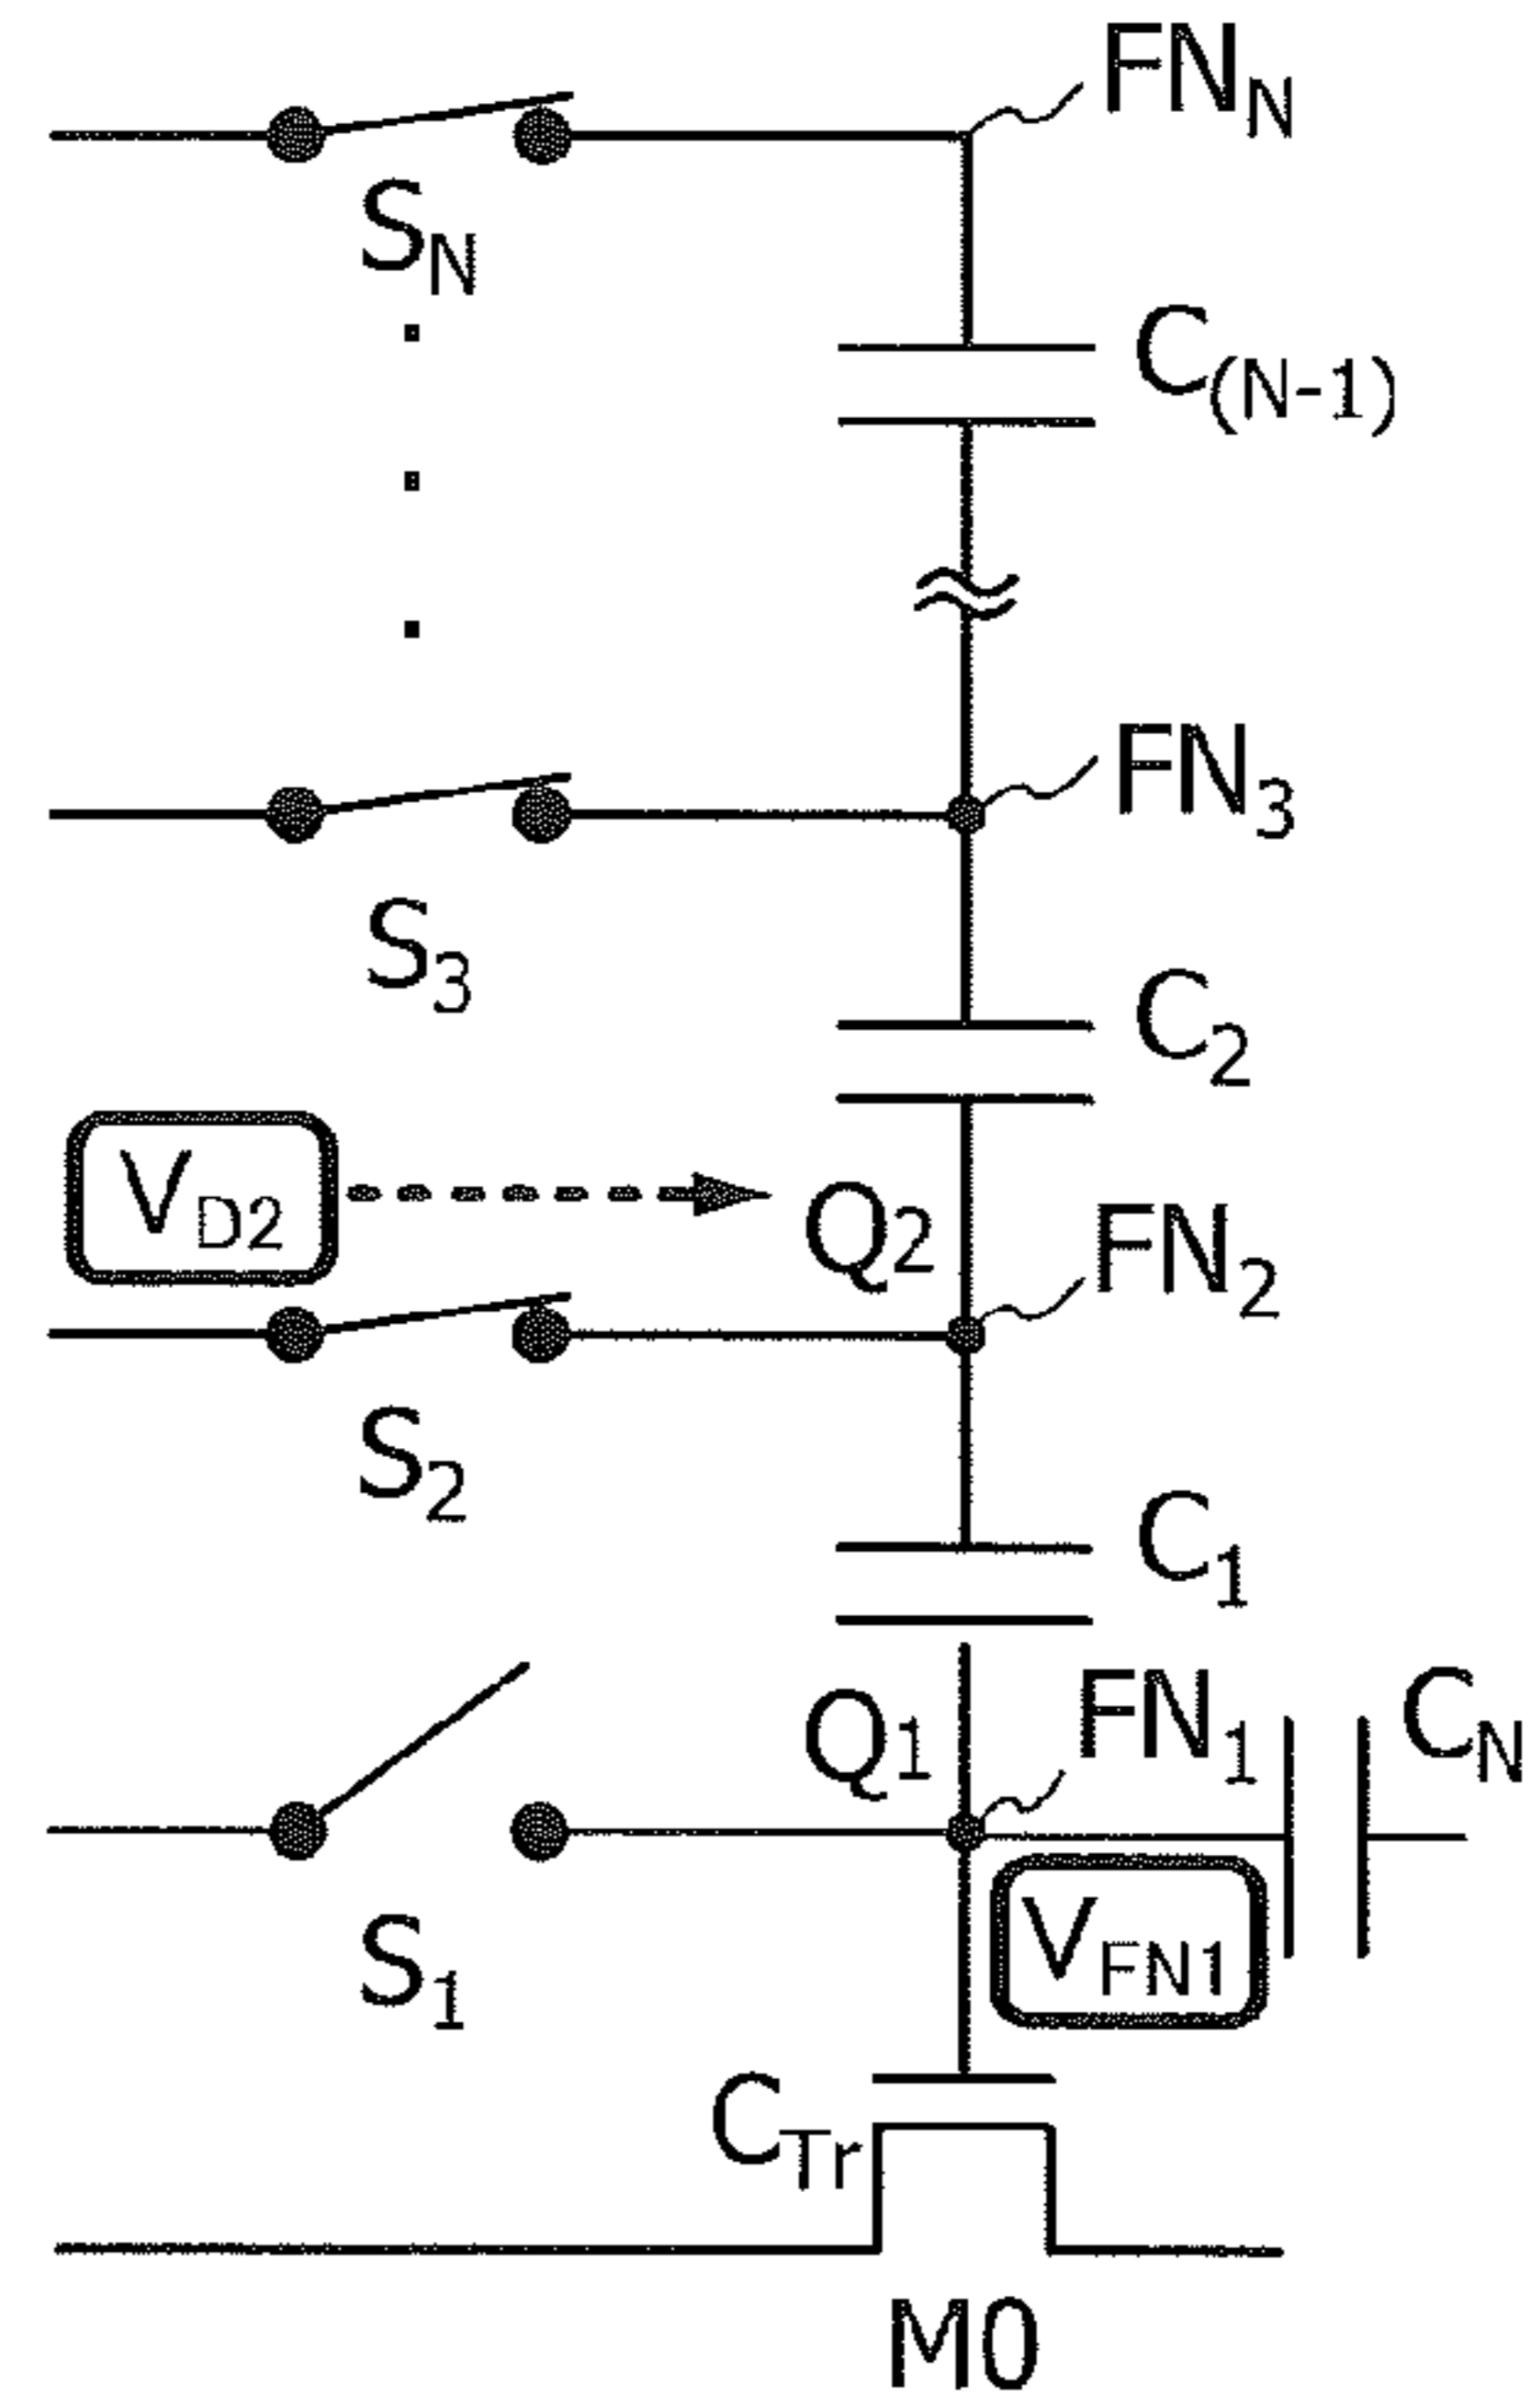 FN_N
S_N
C_(N-1)
FN_3
S_3
C_2
V_D2
Q2
FN_2
S_2
C_1
Q1
FN_1
C_N
V_FN1
S_1
C_Tr
M0